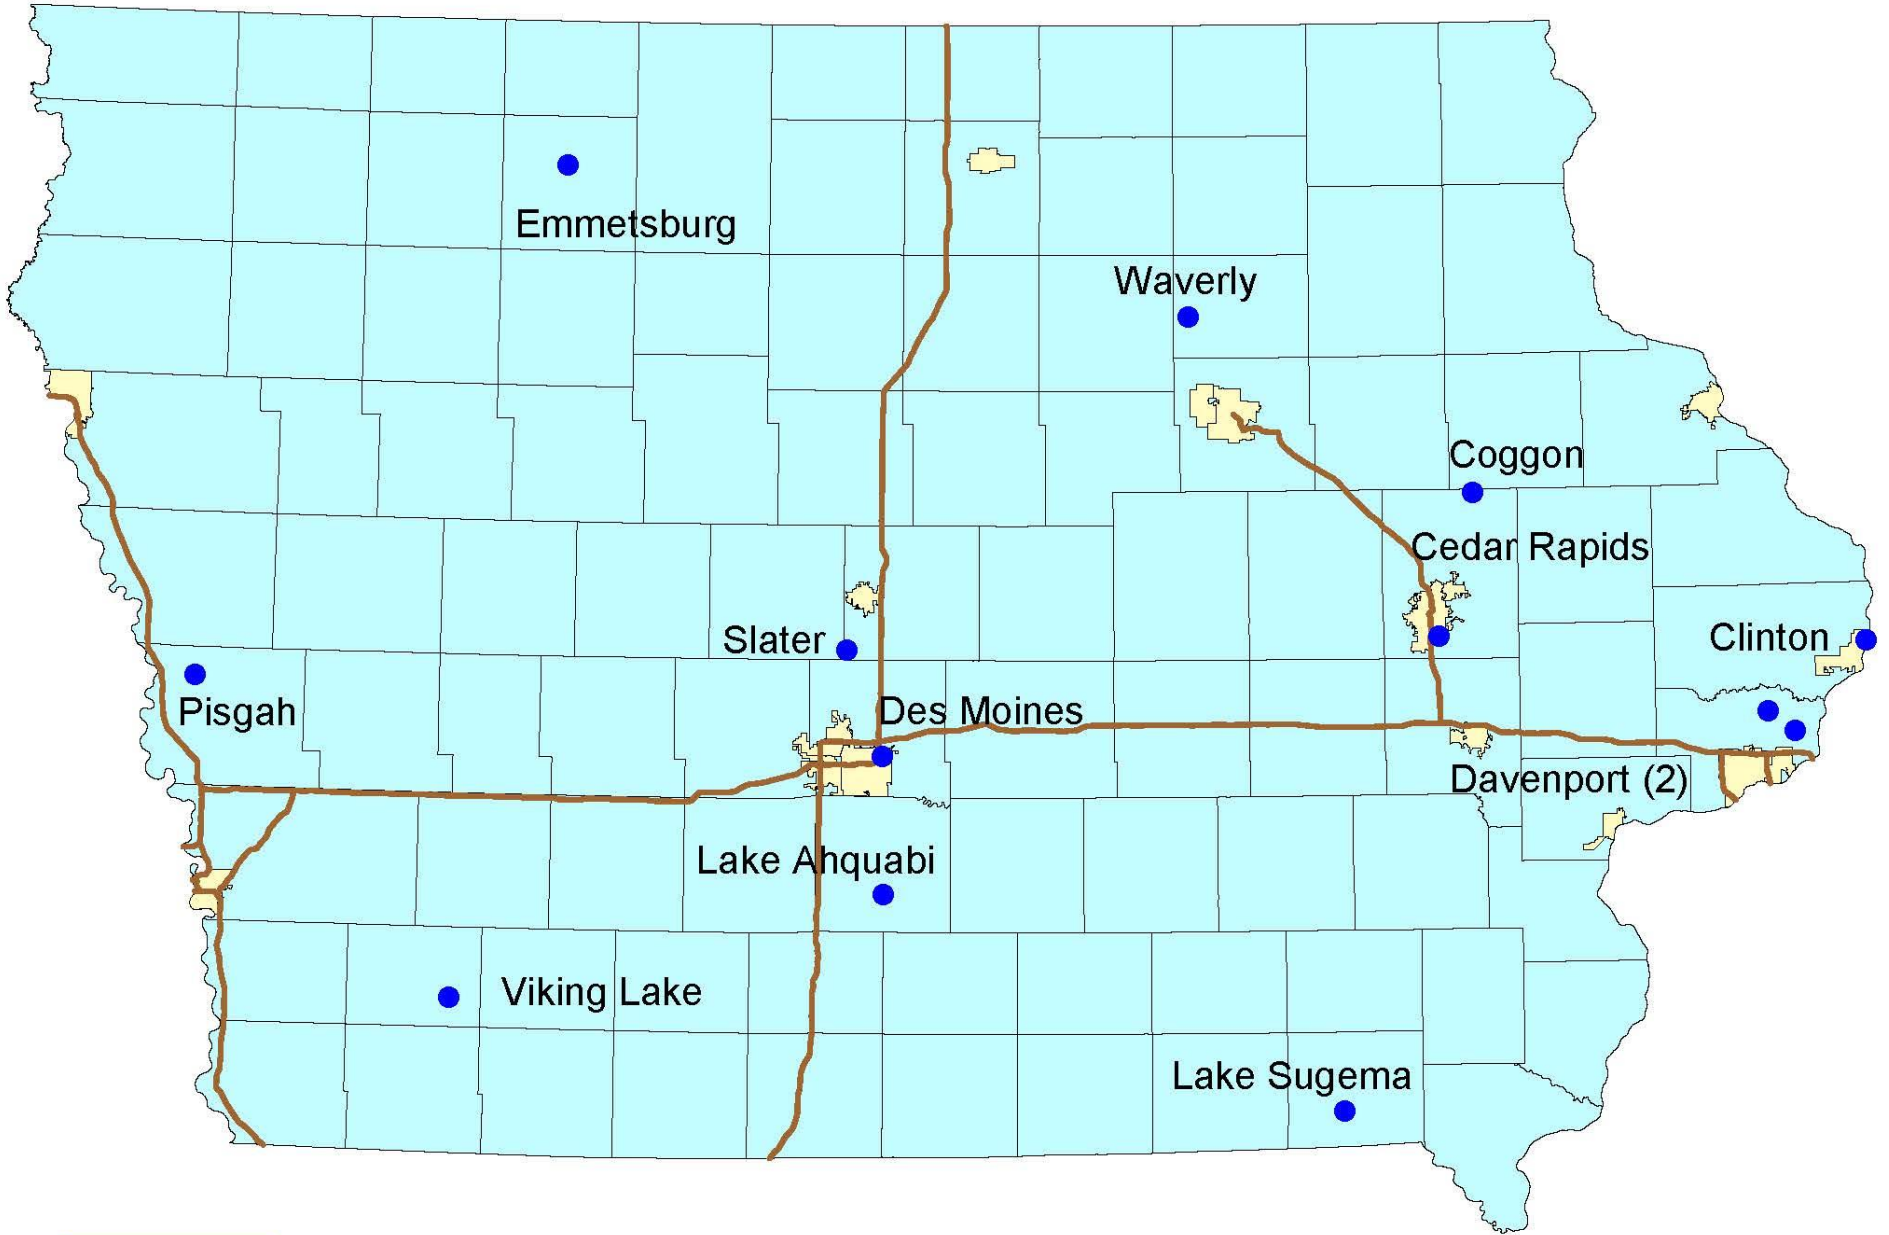 Emmetsburg
Waverly
Coggon
Cedar Rapids
Slater
Clinton
Pisgah
Des Moines
Davenport (2)
Lake Ahquabi
Viking Lake
Lake Sugema